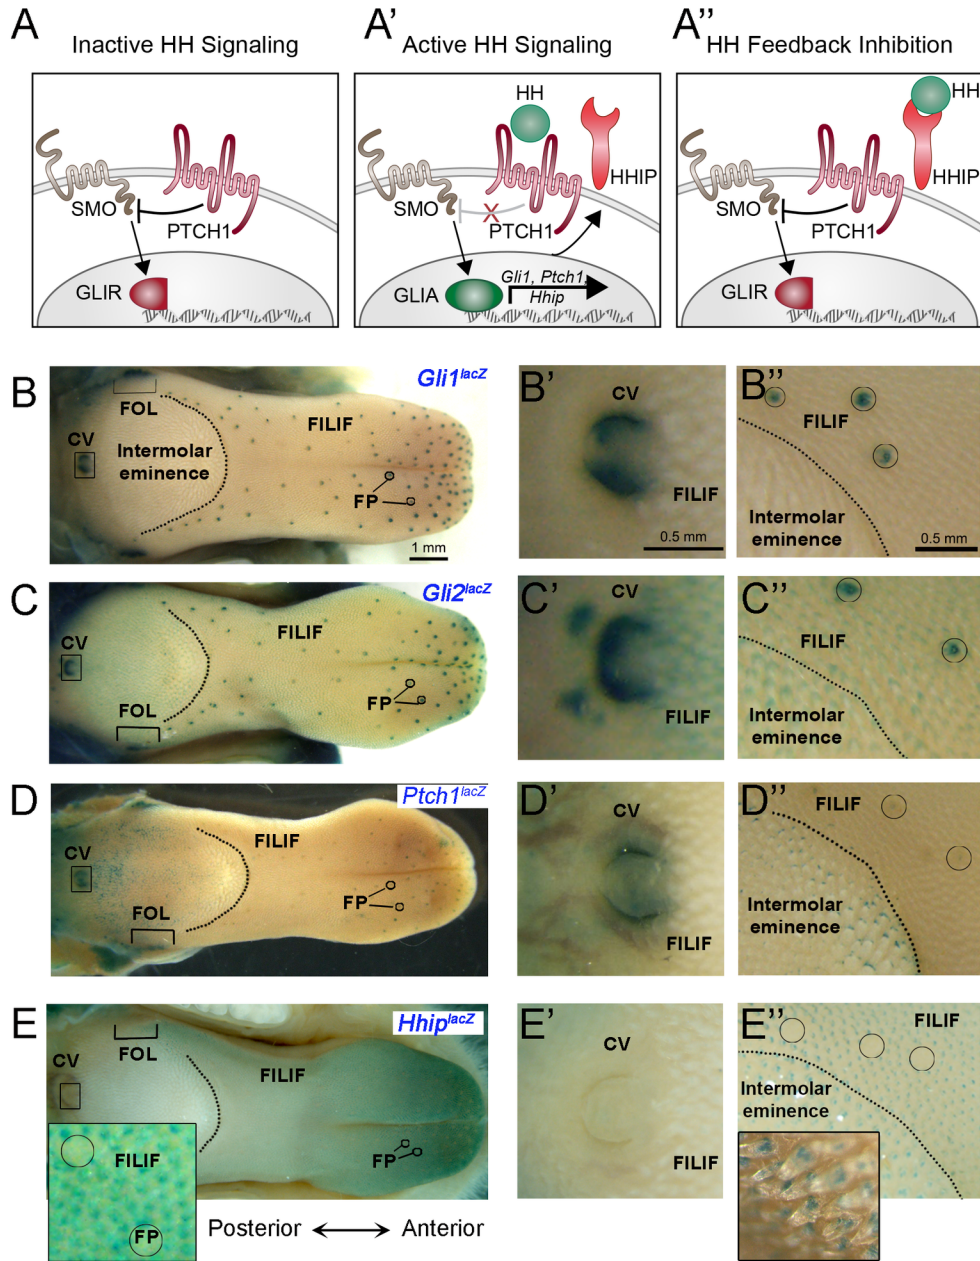 A
Inactive HH Signaling
SMO
PTCH1
GLIR
A'
Active HH Signaling
HH
HHIP
SMO
X
PTCH1
GLIA
Gli1, Ptch1,
Hhip
A''
HH Feedback Inhibition
HH
HHIP
SMO
PTCH1
GLIR
B
Gli1lacZ
FOL
CV
Intermolar
eminence
FILIF
FP
1 mm
B'
CV
FILIF
0.5 mm
B''
FILIF
Intermolar
eminence
0.5 mm
C
Gli2lacZ
CV
FILIF
FP
FOL
C'
CV
FILIF
C''
FILIF
Intermolar
eminence
D
Ptch1lacZ
FILIF
CV
FP
FOL
D'
CV
FILIF
D''
FILIF
Intermolar
eminence
E
HhiplacZ
FOL
CV
FILIF
FP
FILIF
FP
Posterior
Anterior
E'
CV
FILIF
E''
FILIF
Intermolar
eminence